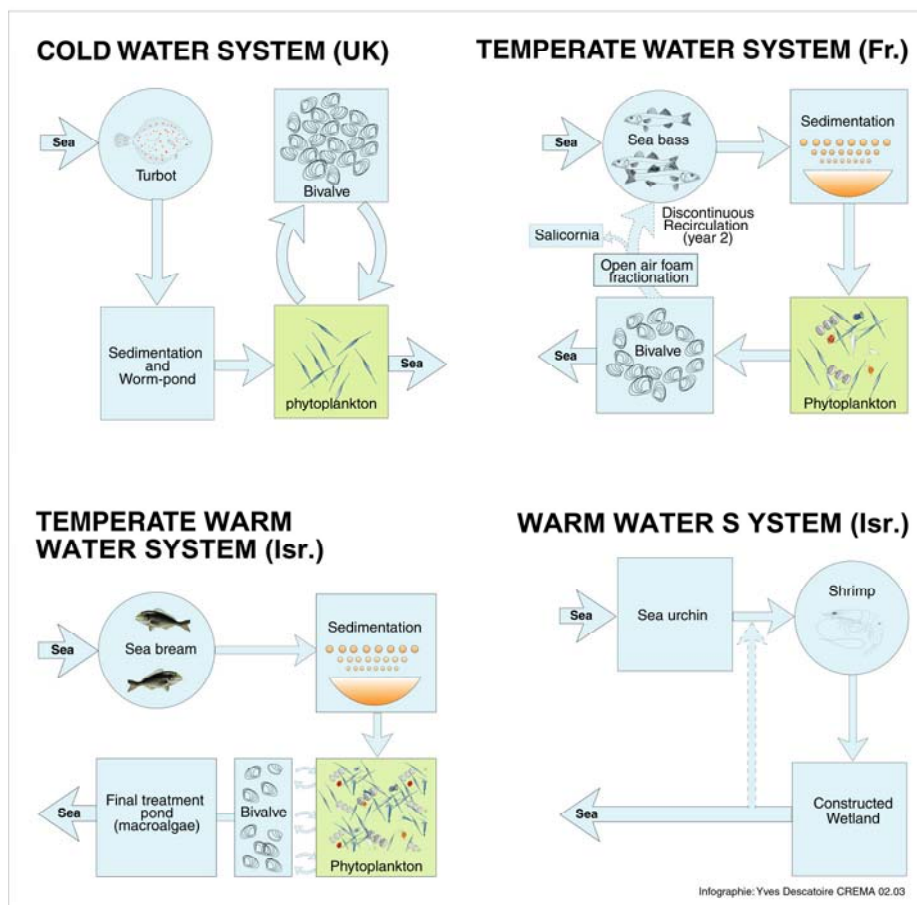 COLD WATER SYSTEM (UK)
Sea
Turbot
Bivalve
Sedimentation
and
Worm-pond
phytoplankton
Sea
TEMPERATE WATER SYSTEM (Fr.)
Sea
Sea bass
Sedimentation
Discontinuous
Recirculation
(year 2)
Salicornia
Open air foam
fractionation
Sea
Bivalve
Phytoplankton
TEMPERATE WARM
WATER SYSTEM (Isr.)
Sea
Sea bream
Sedimentation
Sea
Final treatment
pond
(macroalgae)
Bivalve
Phytoplankton
WARM WATER S YSTEM (Isr.)
Sea
Sea urchin
Shrimp
Sea
Constructed
Wetland
Infographie: Yves Descatoire CREMA 02.03